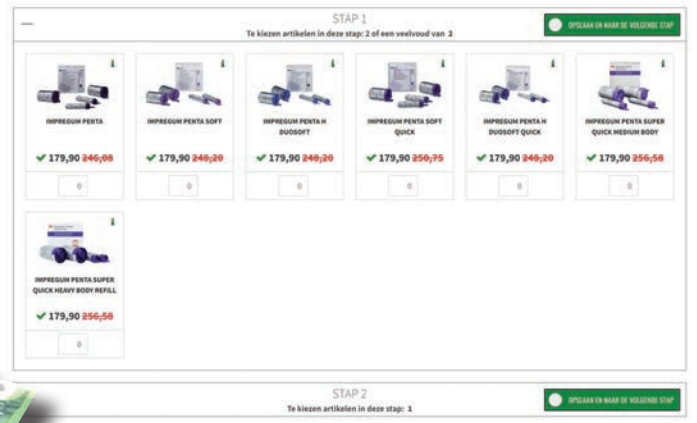 STAP 1
Te kiezen artikelen in deze stap: 2 of een veelvoud van 2
OPSLAAN EN NAAR DE VOLGENDE STAP
IMPREGUM PENTA
179,90 246,08
0
IMPREGUM PENTA SOFT
179,90 248,20
0
IMPREGUM PENTA H
DUOSOFT
179,90 248,20
0
IMPREGUM PENTA SOFT
QUICK
179,90 250,75
0
IMPREGUM PENTA H
DUOSOFT QUICK
179,90 248,20
0
IMPREGUM PENTA SUPER
QUICK MEDIUM BODY
179,90 256,58
0
IMPREGUM PENTA SUPER
QUICK HEAVY BODY REFILL
179,90 256,58
0
STAP 2
Te kiezen artikelen in deze stap: 1
OPSLAAN EN NAAR DE VOLGENDE STAP